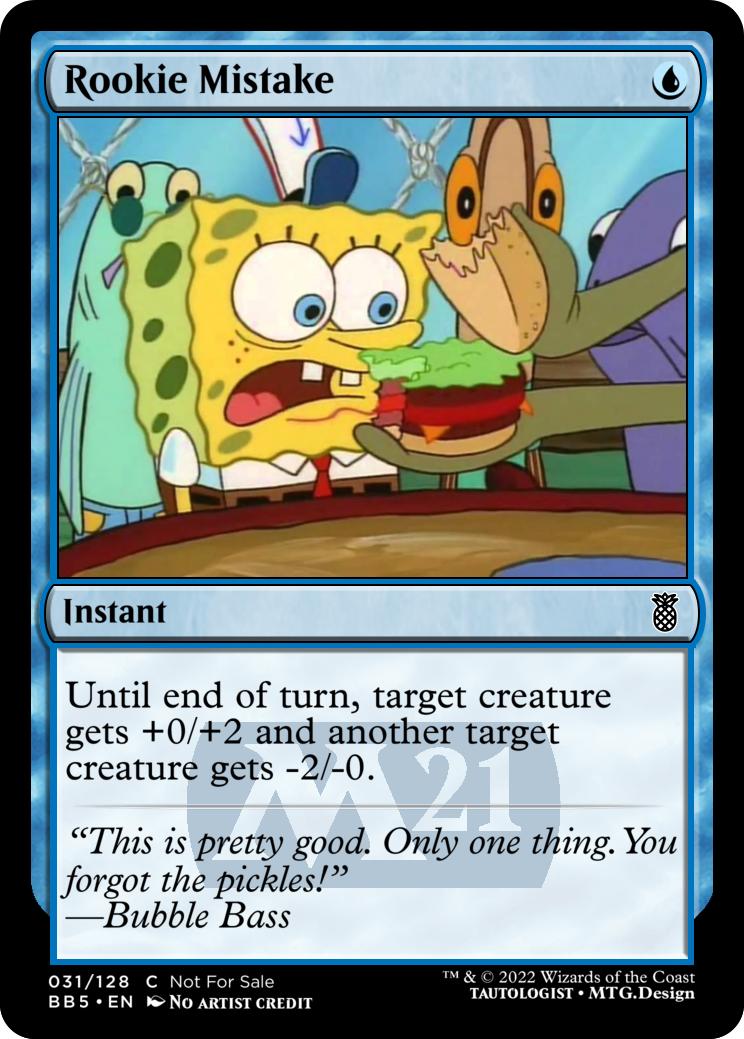 Rookie Mistake
Instant
Until end of turn, target creature
gets +0/+2 and another target
creature gets -2/-0.
M21
“This is pretty good. Only one thing. You
forgot the pickles!”
—Bubble Bass
031/128 C Not For Sale
BB5 • EN No artist credit
™ & © 2022 Wizards of the Coast
TAUTOLOGIST • MTG.Design